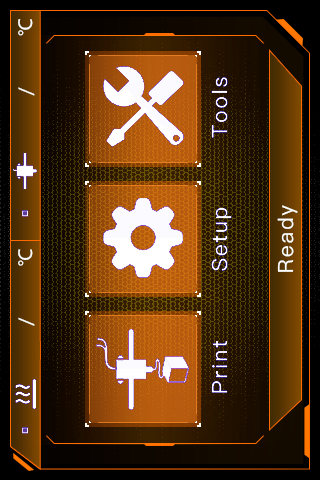 / °C
/ °C
Print
Setup
Tools
Ready